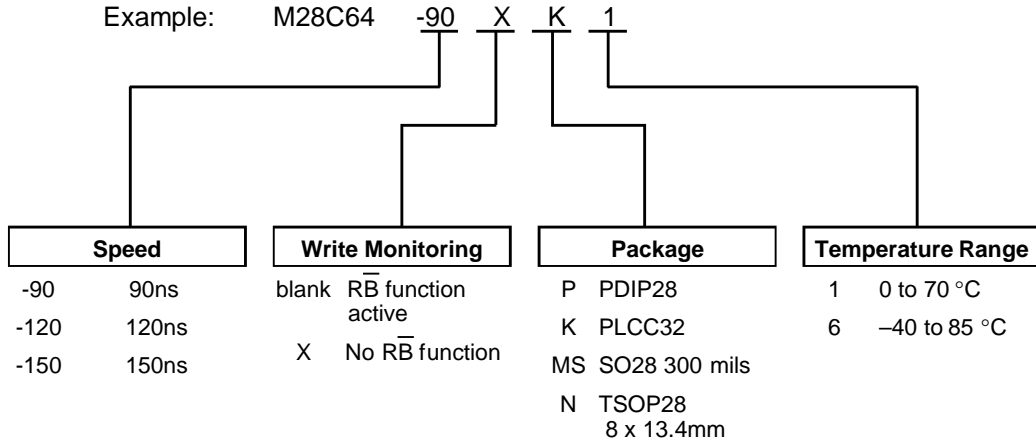 Example: M28C64 -90 X K 1
Speed
-90 90ns
-120 120ns
-150 150ns
Write Monitoring
blank RB̅ function
active
X No RB̅ function
Package
P PDIP28
K PLCC32
MS SO28 300 mils
N TSOP28
8 x 13.4mm
Temperature Range
1 0 to 70 °C
6 –40 to 85 °C